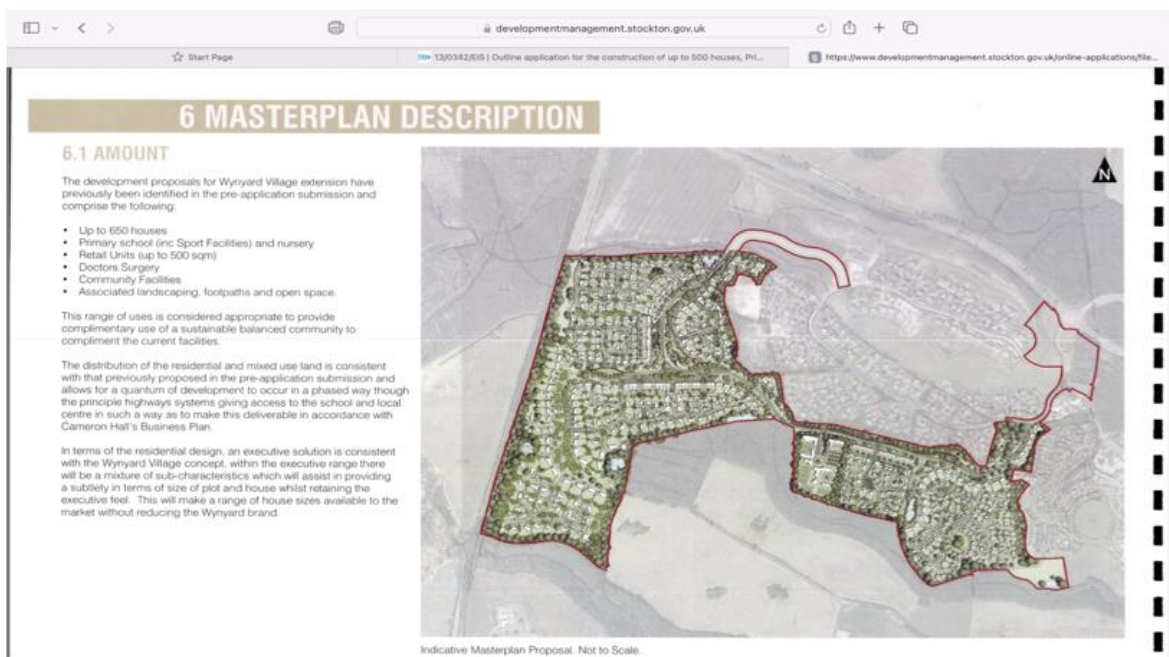 developmentmanagement.stockton.gov.uk
Start Page
13/0342/EIS | Outline application for the construction of up to 500 houses, Pri...
https://www.developmentmanagement.stockton.gov.uk/online-applications/file...
6 MASTERPLAN DESCRIPTION
6.1 AMOUNT
The development proposals for Wynyard Village extension have
previously been identified in the pre-application submission and
comprise the following:
• Up to 650 houses
• Primary school (inc Sport Facilities) and nursery
• Retail Units (up to 500 sqm)
• Doctors Surgery
• Community Facilities
• Associated landscaping, footpaths and open space.
This range of uses is considered appropriate to provide
complimentary use of a sustainable balanced community to
compliment the current facilities.
The distribution of the residential and mixed use land is consistent
with that previously proposed in the pre-application submission and
allows for a quantum of development to occur in a phased way though
the principle highways systems giving access to the school and local
centre in such a way as to make this deliverable in accordance with
Cameron Hall's Business Plan.
In terms of the residential design, an executive solution is consistent
with the Wynyard Village concept, within the executive range there
will be a mixture of sub-characteristics which will assist in providing
a subtlety in terms of size of plot and house whilst retaining the
executive feel. This will make a range of house sizes available to the
market without reducing the Wynyard brand.
N
Indicative Masterplan Proposal. Not to Scale.